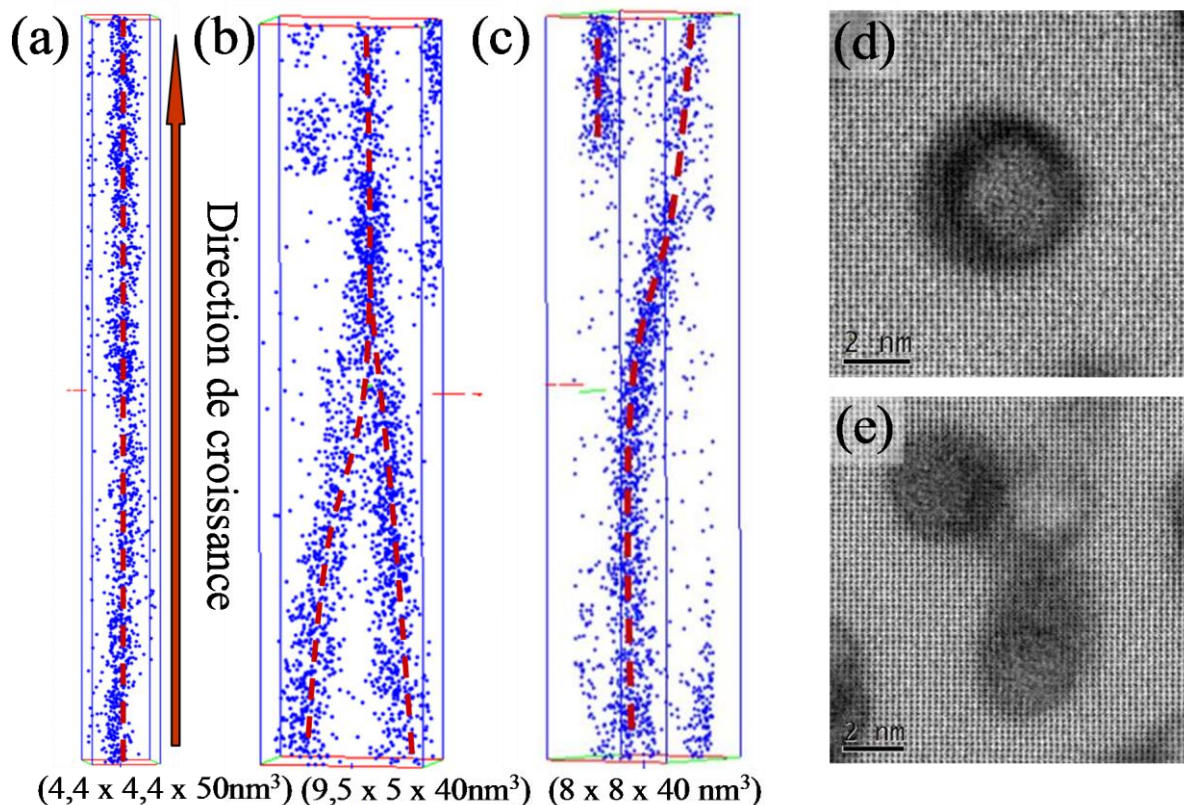 (a)
(b)
(c)
(d)
(e)
Direction de croissance
2 nm
2 nm
(4,4 x 4,4 x 50nm³) (9,5 x 5 x 40nm³) (8 x 8 x 40 nm³)